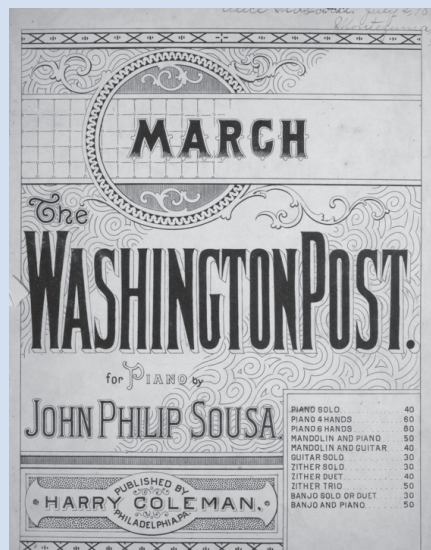 July
MARCH
The
WASHINGTON POST.
for PIANO by
JOHN PHILIP SOUSA.
PIANO SOLO 40
PIANO 4 HANDS 60
PIANO 6 HANDS 80
MANDOLIN AND PIANO 50
MANDOLIN AND GUITAR 40
GUITAR SOLO 30
ZITHER SOLO 30
ZITHER DUET 40
ZITHER TRIO 50
BANJO SOLO OR DUET 30
BANJO AND PIANO 50
PUBLISHED BY
HARRY COLEMAN,
PHILADELPHIA, PA.